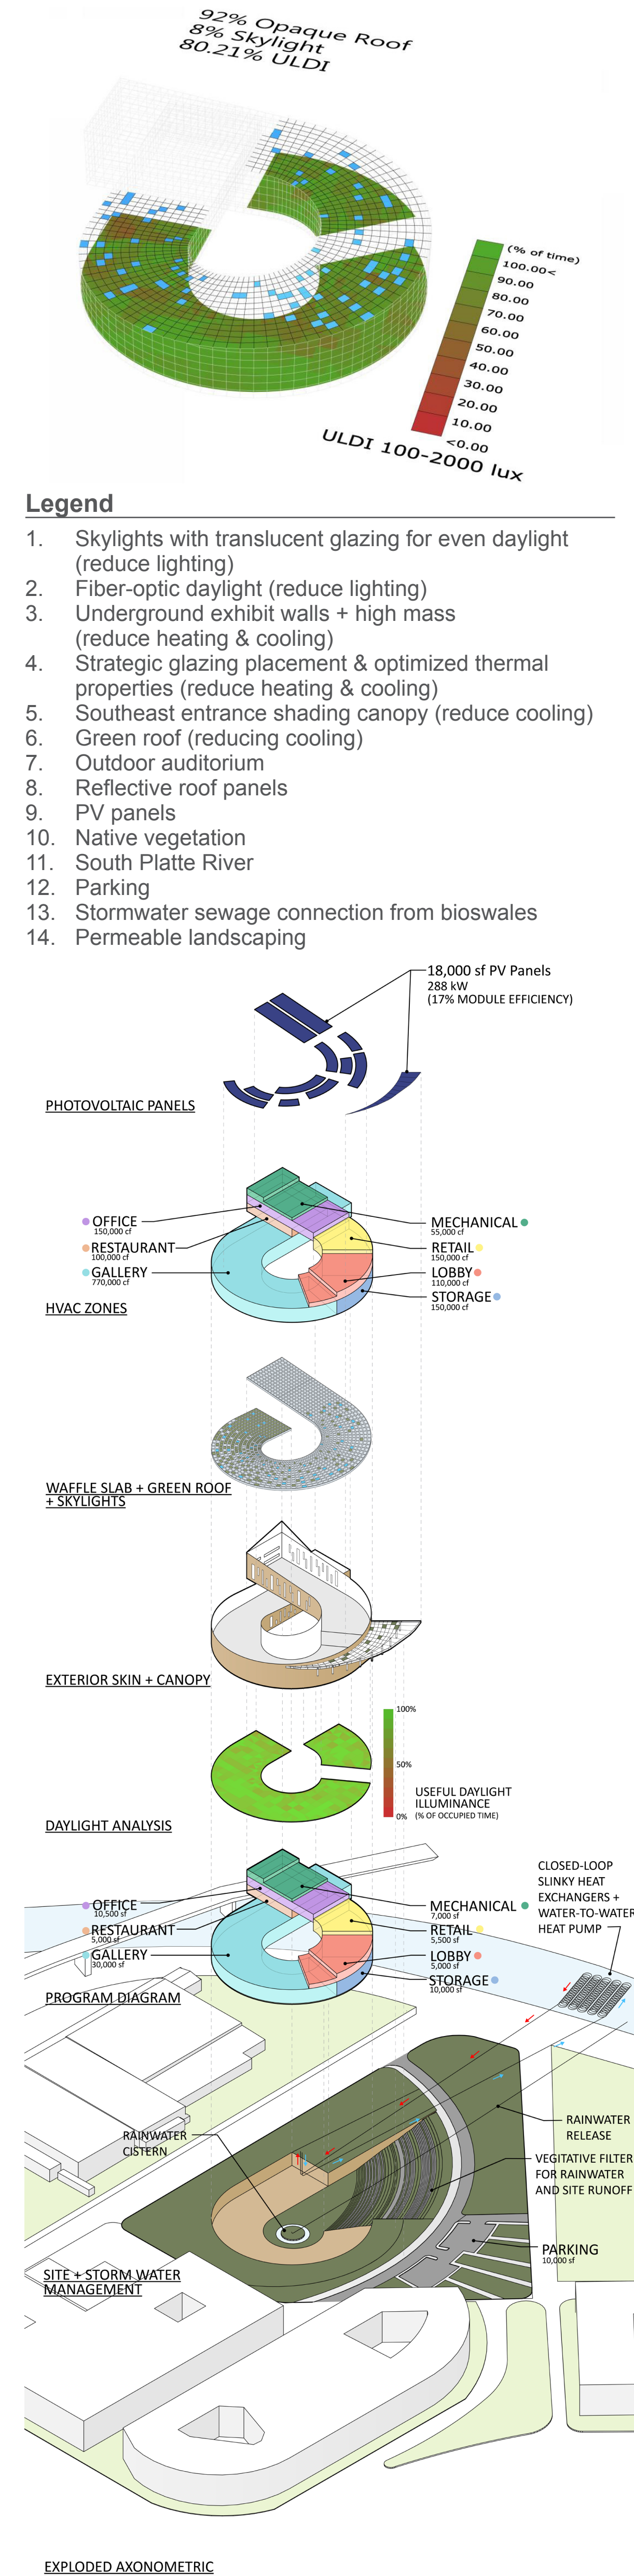 92% Opaque Roof
8% Skylight
80.21% ULDI
(% of time)
100.00<
90.00
80.00
70.00
60.00
50.00
40.00
30.00
20.00
10.00
<0.00
ULDI 100-2000 lux
Legend
1. Skylights with translucent glazing for even daylight
(reduce lighting)
2. Fiber-optic daylight (reduce lighting)
3. Underground exhibit walls + high mass
(reduce heating & cooling)
4. Strategic glazing placement & optimized thermal
properties (reduce heating & cooling)
5. Southeast entrance shading canopy (reduce cooling)
6. Green roof (reducing cooling)
7. Outdoor auditorium
8. Reflective roof panels
9. PV panels
10. Native vegetation
11. South Platte River
12. Parking
13. Stormwater sewage connection from bioswales
14. Permeable landscaping
18,000 sf PV Panels
288 kW
(17% MODULE EFFICIENCY)
PHOTOVOLTAIC PANELS
OFFICE
150,000 cf
RESTAURANT
100,000 cf
GALLERY
770,000 cf
MECHANICAL
55,000 cf
RETAIL
150,000 cf
LOBBY
110,000 cf
STORAGE
150,000 cf
HVAC ZONES
WAFFLE SLAB + GREEN ROOF
+ SKYLIGHTS
EXTERIOR SKIN + CANOPY
100%
50%
0%
USEFUL DAYLIGHT
ILLUMINANCE
(% OF OCCUPIED TIME)
DAYLIGHT ANALYSIS
OFFICE
10,500 sf
RESTAURANT
5,000 sf
GALLERY
30,000 sf
MECHANICAL
7,000 sf
RETAIL
5,500 sf
LOBBY
5,000 sf
STORAGE
10,000 sf
PROGRAM DIAGRAM
CLOSED-LOOP
SLINKY HEAT
EXCHANGERS +
WATER-TO-WATER
HEAT PUMP
RAINWATER
CISTERN
RAINWATER
RELEASE
VEGITATIVE FILTER
FOR RAINWATER
AND SITE RUNOFF
PARKING
10,000 sf
SITE + STORM WATER
MANAGEMENT
EXPLODED AXONOMETRIC